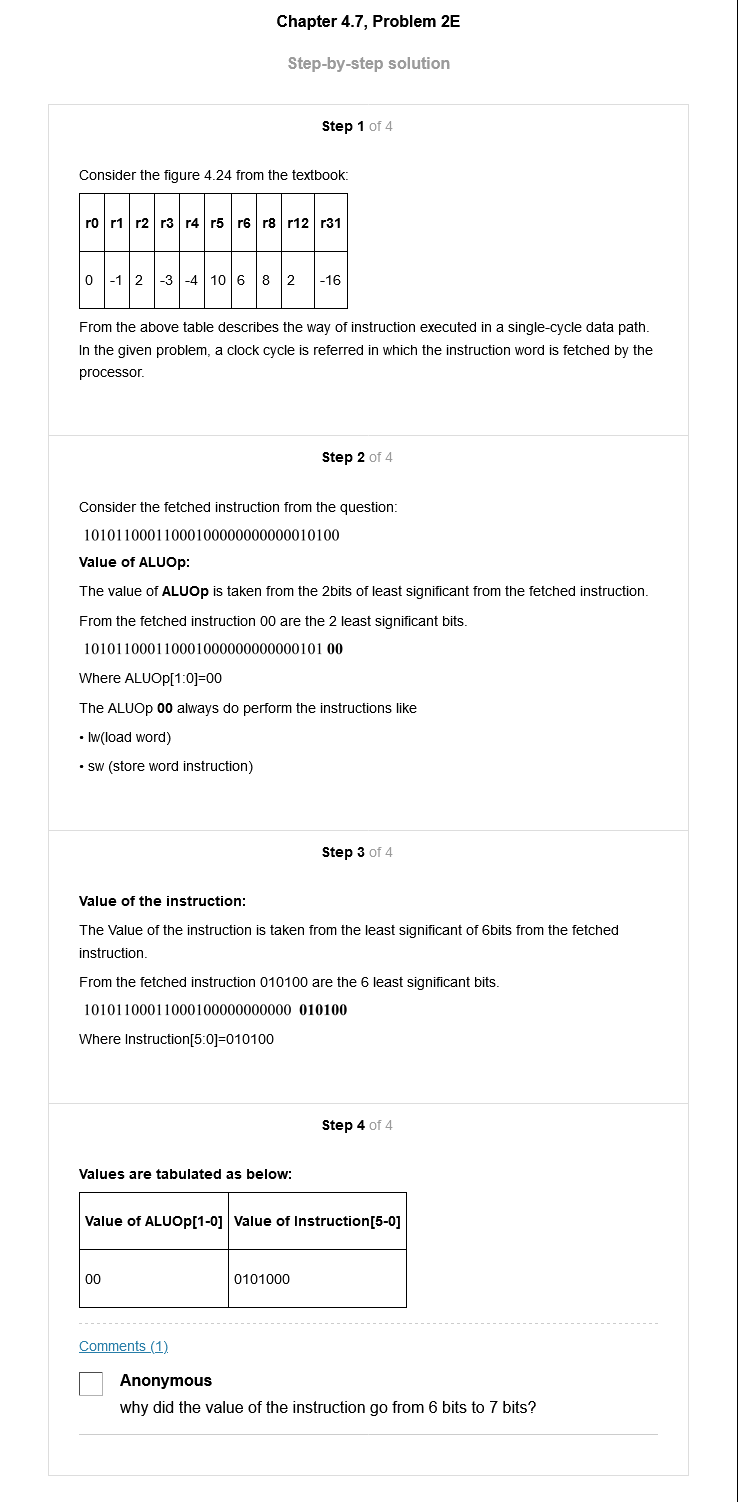 Chapter 4.7, Problem 2E
Step-by-step solution
Step 1 of 4
Consider the figure 4.24 from the textbook:
r0 r1 r2 r3 r4 r5 r6 r8 r12 r31
0 -1 2 -3 -4 10 6 8 2 -16
From the above table describes the way of instruction executed in a single-cycle data path.
In the given problem, a clock cycle is referred in which the instruction word is fetched by the
processor.
Step 2 of 4
Consider the fetched instruction from the question:
10101100011000100000000000010100
Value of ALUOp:
The value of ALUOp is taken from the 2bits of least significant from the fetched instruction.
From the fetched instruction 00 are the 2 least significant bits.
101011000110001000000000000101 00
Where ALUOp[1:0]=00
The ALUOp 00 always do perform the instructions like
• lw(load word)
• sw (store word instruction)
Step 3 of 4
Value of the instruction:
The Value of the instruction is taken from the least significant of 6bits from the fetched
instruction.
From the fetched instruction 010100 are the 6 least significant bits.
10101100011000100000000000 010100
Where Instruction[5:0]=010100
Step 4 of 4
Values are tabulated as below:
Value of ALUOp[1-0] Value of Instruction[5-0]
00 0101000
Comments (1)
Anonymous
why did the value of the instruction go from 6 bits to 7 bits?